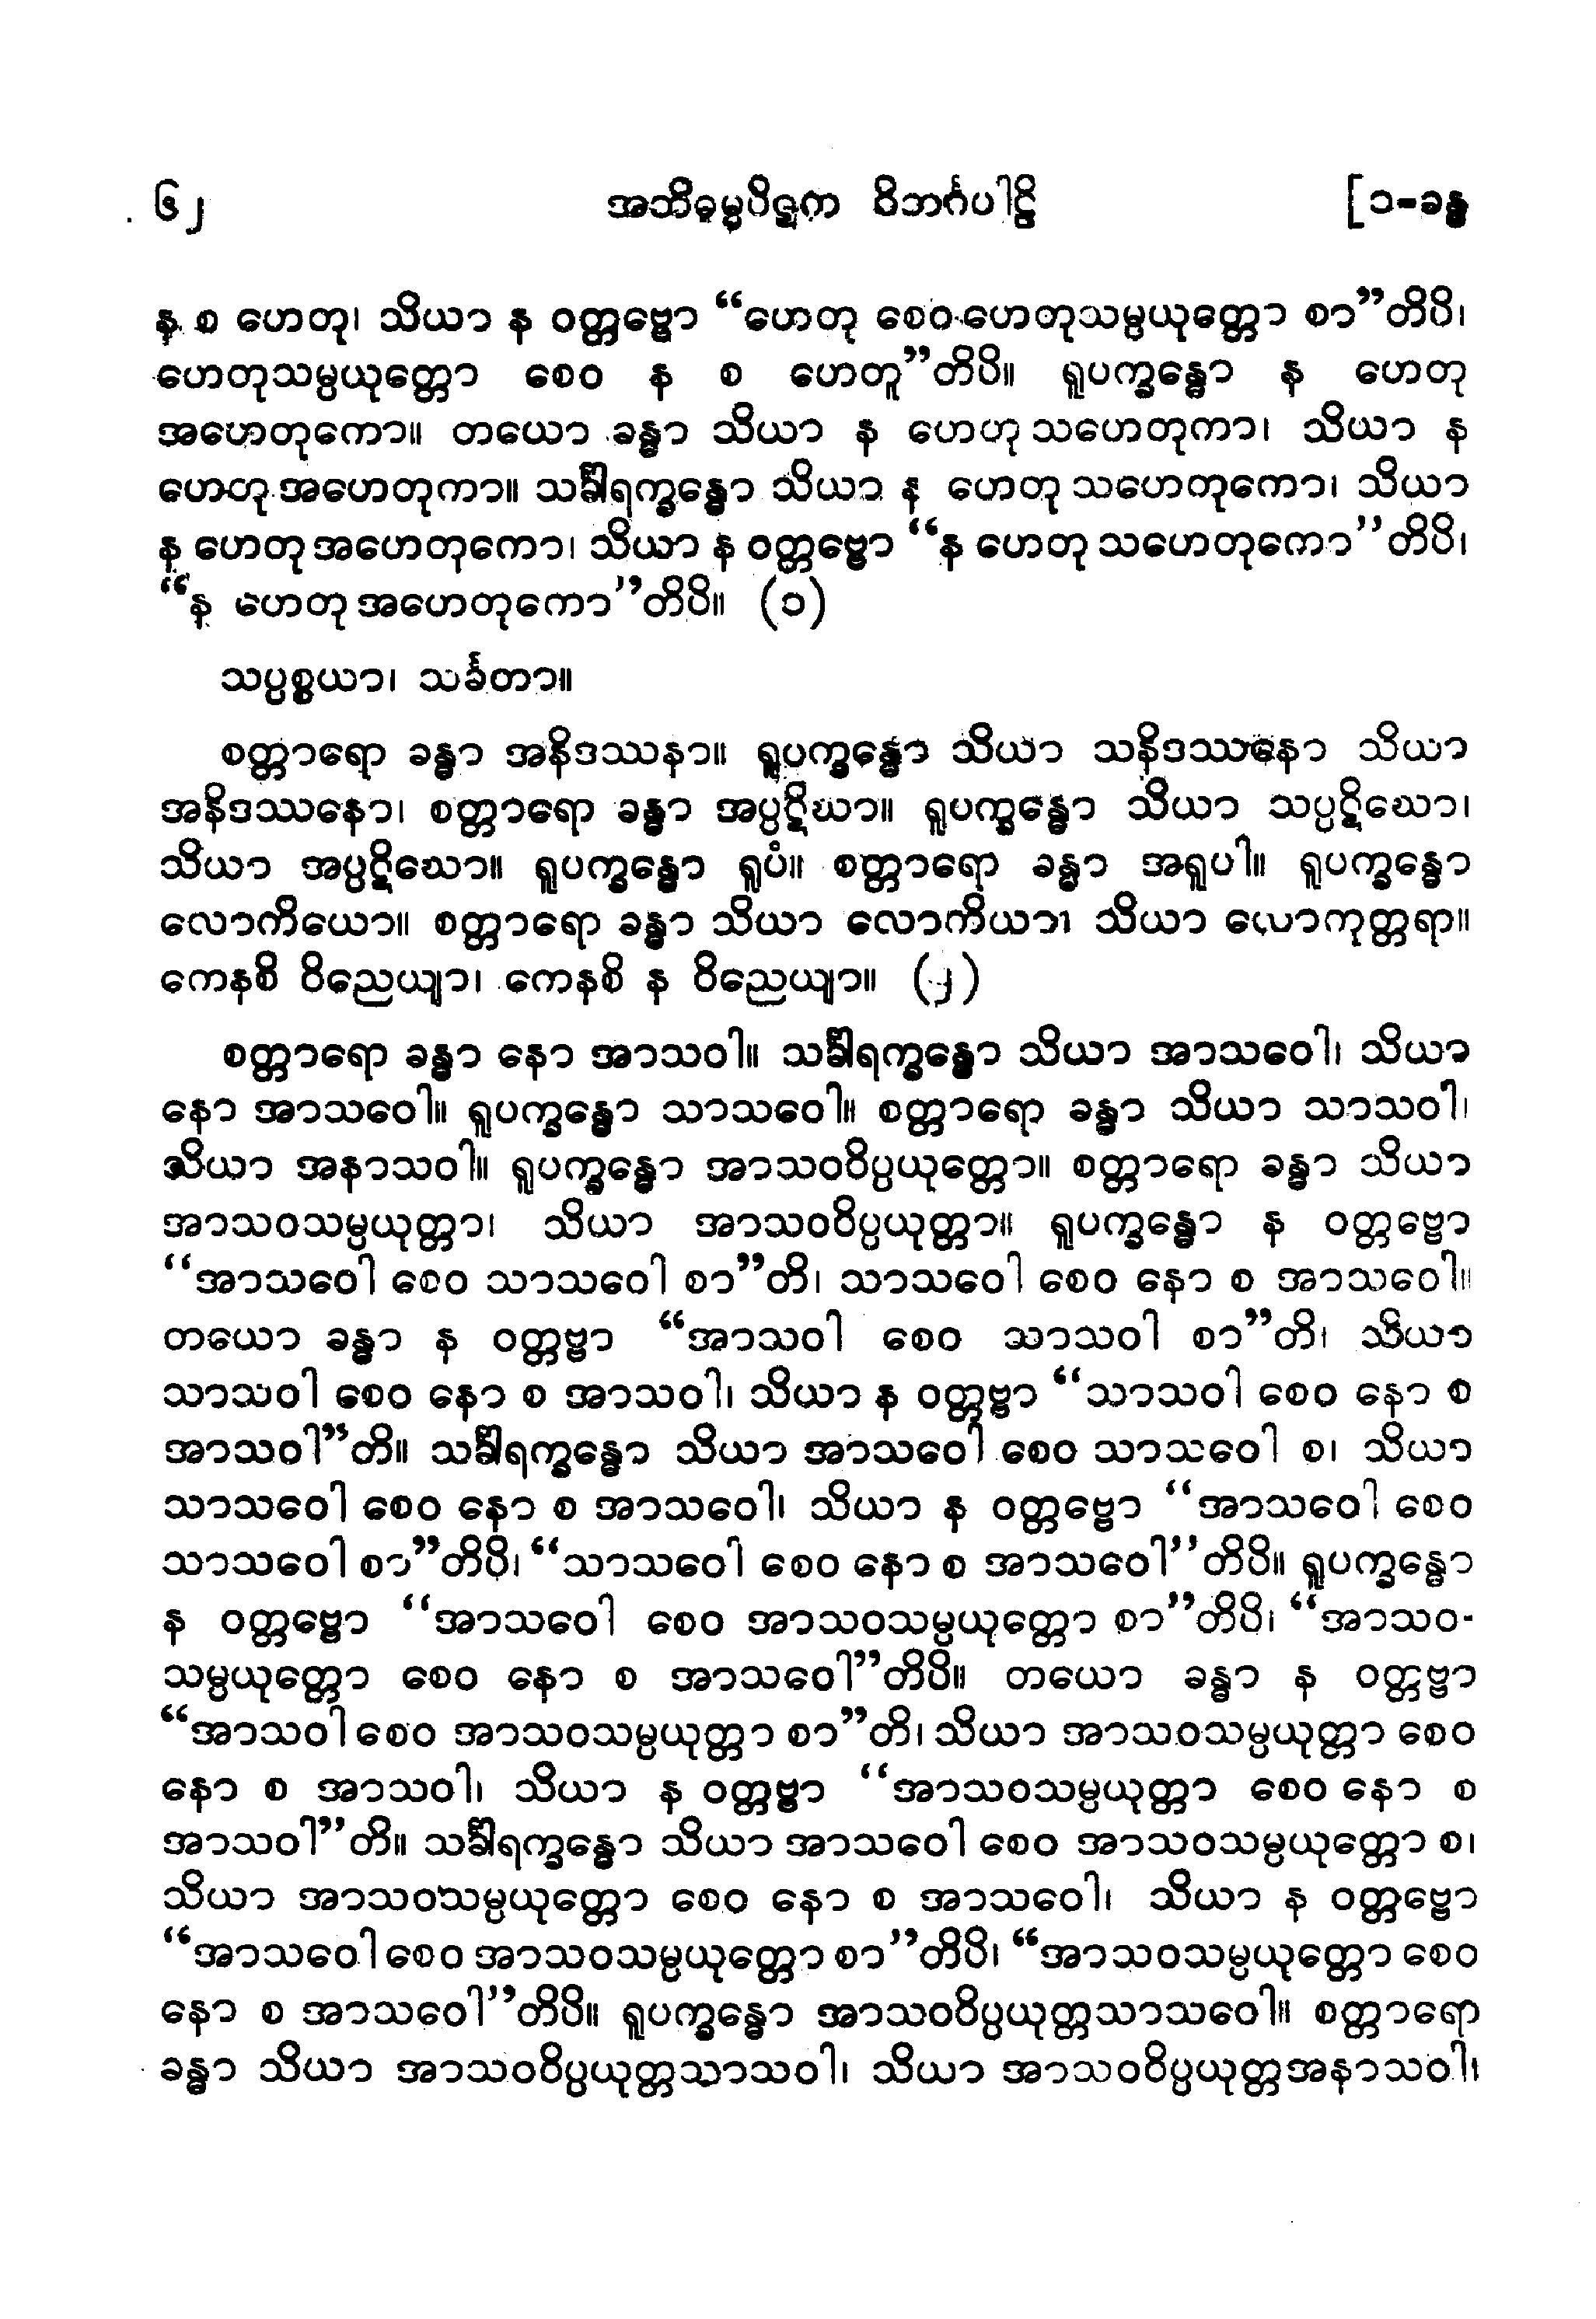 ၆၂ အဘိဓမ္မပိဋက ဝိဘင်္ဂပါဠိ [၁-ခန္ဓ
န စ ဟေတု၊ သိယာ န ဝတ္တဗ္ဗော “ဟေတု စေဝ ဟေတုသမ္ပယုတ္တော စာ”တိပိ၊
ဟေတုသမ္ပယုတ္တော စေဝ န စ ဟေတူ”တိပိ။ ရူပက္ခန္ဓော န ဟေတု
အဟေတုကော။ တယော ခန္ဓာ သိယာ န ဟေတု သဟေတုကာ၊ သိယာ န
ဟေတု အဟေတုကာ။ သင်္ခါရက္ခန္ဓော သိယာ န ဟေတု သဟေတုကော၊ သိယာ
န ဟေတု အဟေတုကော၊ သိယာ န ဝတ္တဗ္ဗော “န ဟေတု သဟေတုကော”တိပိ၊
“န ဟေတု အဟေတုကော”တိပိ။ (၁)
သပ္ပစ္စယာ၊ သင်္ခတာ။
စတ္တာရော ခန္ဓာ အနိဒဿနာ။ ရူပက္ခန္ဓော သိယာ သနိဒဿနော သိယာ
အနိဒဿနော၊ စတ္တာရော ခန္ဓာ အပ္ပဋိဃာ။ ရူပက္ခန္ဓော သိယာ သပ္ပဋိဃော၊
သိယာ အပ္ပဋိဃော။ ရူပက္ခန္ဓော ရူပံ။ စတ္တာရော ခန္ဓာ အရူပါ။ ရူပက္ခန္ဓော
လောကိယော။ စတ္တာရော ခန္ဓာ သိယာ လောကိယာ၊ သိယာ လောကုတ္တရာ။
ကေနစိ ဝိညေယျာ၊ ကေနစိ န ဝိညေယျာ။ (၂)
စတ္တာရော ခန္ဓာ နော အာသဝါ။ သင်္ခါရက္ခန္ဓော သိယာ အာသဝေါ၊ သိယာ
နော အာသဝေါ။ ရူပက္ခန္ဓော သာသဝေါ။ စတ္တာရော ခန္ဓာ သိယာ သာသဝါ၊
သိယာ အနာသဝါ။ ရူပက္ခန္ဓော အာသဝဝိပ္ပယုတ္တော။ စတ္တာရော ခန္ဓာ သိယာ
အာသဝသမ္ပယုတ္တာ၊ သိယာ အာသဝဝိပ္ပယုတ္တာ။ ရူပက္ခန္ဓော န ဝတ္တဗ္ဗော
“အာသဝေါ စေဝ သာသဝေါ စာ”တိ၊ သာသဝေါ စေဝ နော စ အာသဝေါ။
တယော ခန္ဓာ န ဝတ္တဗ္ဗာ “အာသဝါ စေဝ သာသဝါ စာ”တိ၊ သိယာ
သာသဝါ စေဝ နော စ အာသဝါ၊ သိယာ န ဝတ္တဗ္ဗာ “သာသဝါ စေဝ နော စ
အာသဝါ”တိ။ သင်္ခါရက္ခန္ဓော သိယာ အာသဝေါ စေဝ သာသဝေါ စ၊ သိယာ
သာသဝေါ စေဝ နော စ အာသဝေါ၊ သိယာ န ဝတ္တဗ္ဗော “အာသဝေါ စေဝ
သာသဝေါ စာ”တိပိ၊ “သာသဝေါ စေဝ နော စ အာသဝေါ”တိပိ။ ရူပက္ခန္ဓော
န ဝတ္တဗ္ဗော “အာသဝေါ စေဝ အာသဝသမ္ပယုတ္တော စာ”တိပိ၊ “အာသဝ-
သမ္ပယုတ္တော စေဝ နော စ အာသဝေါ”တိပိ။ တယော ခန္ဓာ န ဝတ္တဗ္ဗာ
“အာသဝါ စေဝ အာသဝသမ္ပယုတ္တာ စာ”တိ၊ သိယာ အာသဝသမ္ပယုတ္တာ စေဝ
နော စ အာသဝါ၊ သိယာ န ဝတ္တဗ္ဗာ “အာသဝသမ္ပယုတ္တာ စေဝ နော စ
အာသဝါ”တိ။ သင်္ခါရက္ခန္ဓော သိယာ အာသဝေါ စေဝ အာသဝသမ္ပယုတ္တော စ၊
သိယာ အာသဝသမ္ပယုတ္တော စေဝ နော စ အာသဝေါ၊ သိယာ န ဝတ္တဗ္ဗော
“အာသဝေါ စေဝ အာသဝသမ္ပယုတ္တော စာ”တိပိ၊ “အာသဝသမ္ပယုတ္တော စေဝ
နော စ အာသဝေါ”တိပိ။ ရူပက္ခန္ဓော အာသဝဝိပ္ပယုတ္တသာသဝေါ။ စတ္တာရော
ခန္ဓာ သိယာ အာသဝဝိပ္ပယုတ္တသာသဝါ၊ သိယာ အာသဝဝိပ္ပယုတ္တအနာသဝါ၊